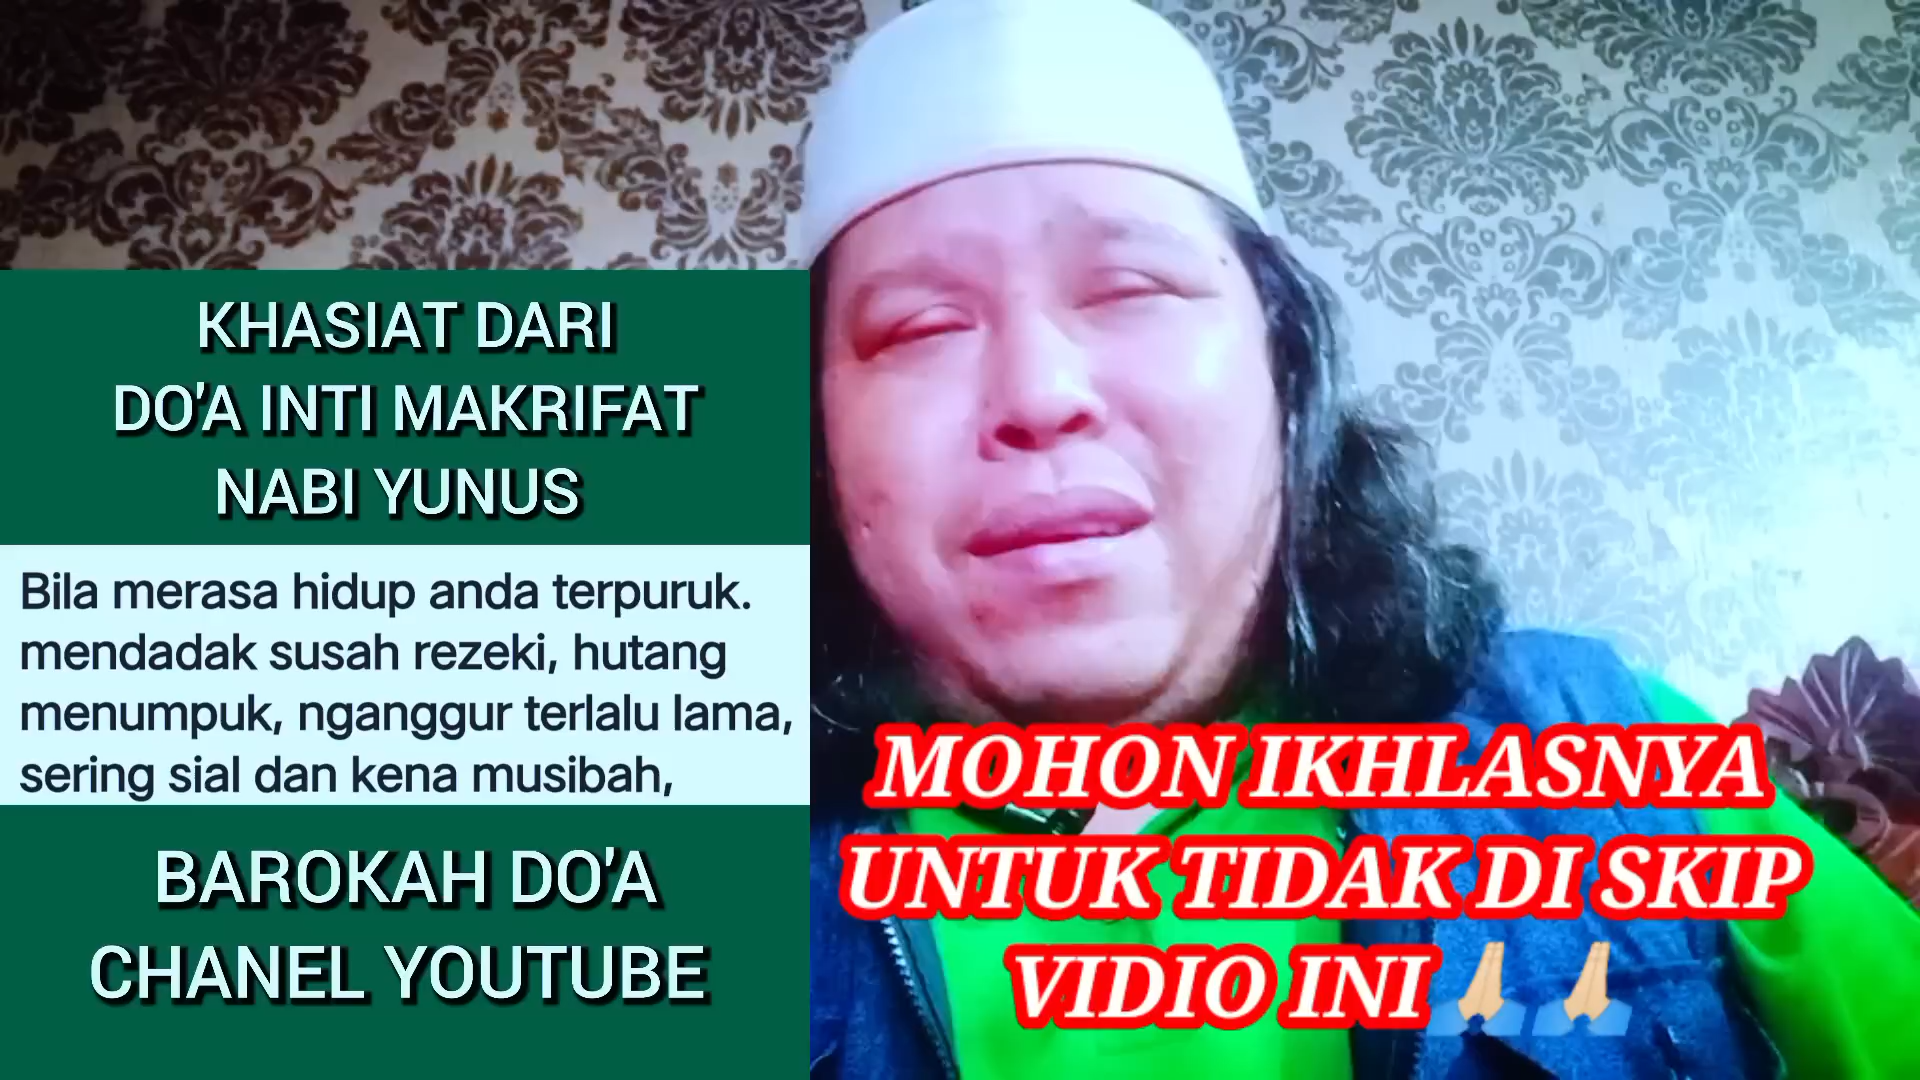 KHASIAT DARI
DO'A INTI MAKRIFAT
NABI YUNUS
Bila merasa hidup anda terpuruk.
mendadak susah rezeki, hutang
menumpuk, nganggur terlalu lama,
sering sial dan kena musibah,
BAROKAH DO'A
CHANEL YOUTUBE
MOHON IKHLASNYA
UNTUK TIDAK DI SKIP
VIDIO INI 🙏🏼🙏🏼